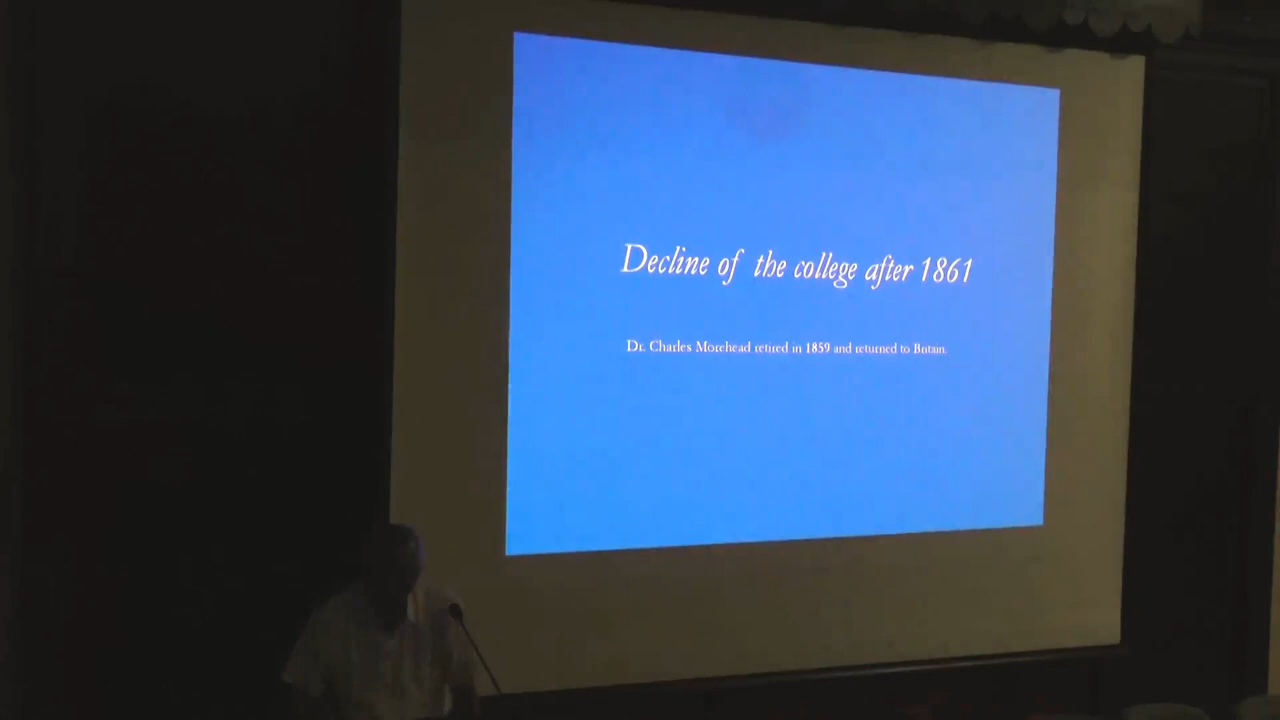 Decline of the college after 1861
Dr. Charles Morehead retired in 1859 and returned to Britain.